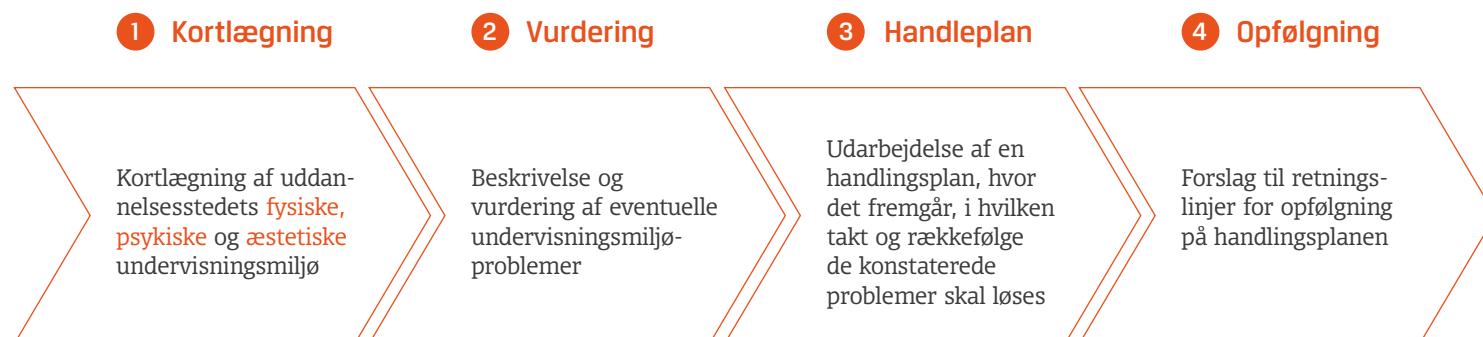 1 Kortlægning
Kortlægning af uddan-
nelsesstedets fysiske,
psykiske og æstetiske
undervisningsmiljø
2 Vurdering
Beskrivelse og
vurdering af eventuelle
undervisningsmiljø-
problemer
3 Handleplan
Udarbejdelse af en
handlingsplan, hvor
det fremgår, i hvilken
takt og rækkefølge
de konstaterede
problemer skal løses
4 Opfølgning
Forslag til retnings-
linjer for opfølgning
på handlingsplanen